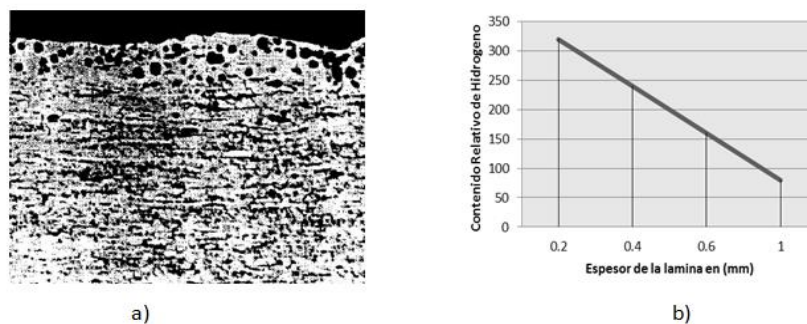 350
300
250
200
150
100
50
0
Contenido Relativo de Hidrogeno
0.2 0.4 0.6 1
Espesor de la lamina en (mm)
a) b)